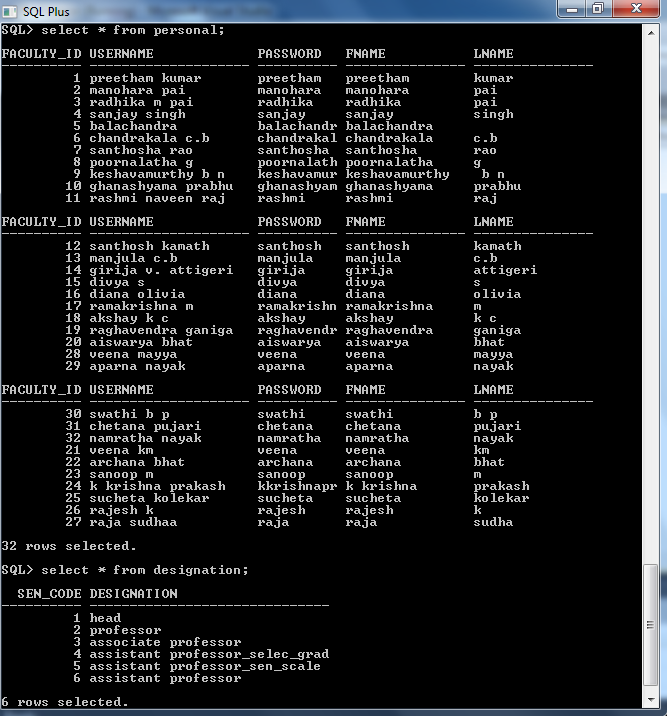 SQL Plus
SQL> select * from personal;
FACULTY_ID USERNAME PASSWORD FNAME LNAME
1 preetham kumar preetham preetham kumar
2 manohara pai manohara manohara pai
3 radhika m pai radhika radhika pai
4 sanjay singh sanjay sanjay singh
5 balachandra balachandr balachandra
6 chandrakala c.b chandrakal chandrakala c.b
7 santhosha rao santhosha santhosha rao
8 poornalatha g poornalath poornalatha g
9 keshavamurthy b n keshavamur keshavamurthy b n
10 ghanashyama prabhu ghanashyam ghanashyama prabhu
11 rashmi naveen raj rashmi rashmi raj
FACULTY_ID USERNAME PASSWORD FNAME LNAME
12 santhosh kamath santhosh santhosh kamath
13 manjula c.b manjula manjula c.b
14 girija v. attigeri girija girija attigeri
15 divya s divya divya s
16 diana olivia diana diana olivia
17 ramakrishna m ramakrishn ramakrishna m
18 akshay k c akshay akshay k c
19 raghavendra ganiga raghavendr raghavendra ganiga
20 aiswarya bhat aiswarya aiswarya bhat
28 veena mayya veena veena mayya
29 aparna nayak aparna aparna nayak
FACULTY_ID USERNAME PASSWORD FNAME LNAME
30 swathi b p swathi swathi b p
31 chetana pujari chetana chetana pujari
32 namratha nayak namratha namratha nayak
21 veena km veena veena km
22 archana bhat archana archana bhat
23 sanoop m sanoop sanoop m
24 k krishna prakash kkrishnapr k krishna prakash
25 sucheta kolekar sucheta sucheta kolekar
26 rajesh k rajesh rajesh k
27 raja sudhaa raja raja sudha
32 rows selected.
SQL> select * from designation;
SEN_CODE DESIGNATION
1 head
2 professor
3 associate professor
4 assistant professor_selec_grad
5 assistant professor_sen_scale
6 assistant professor
6 rows selected.